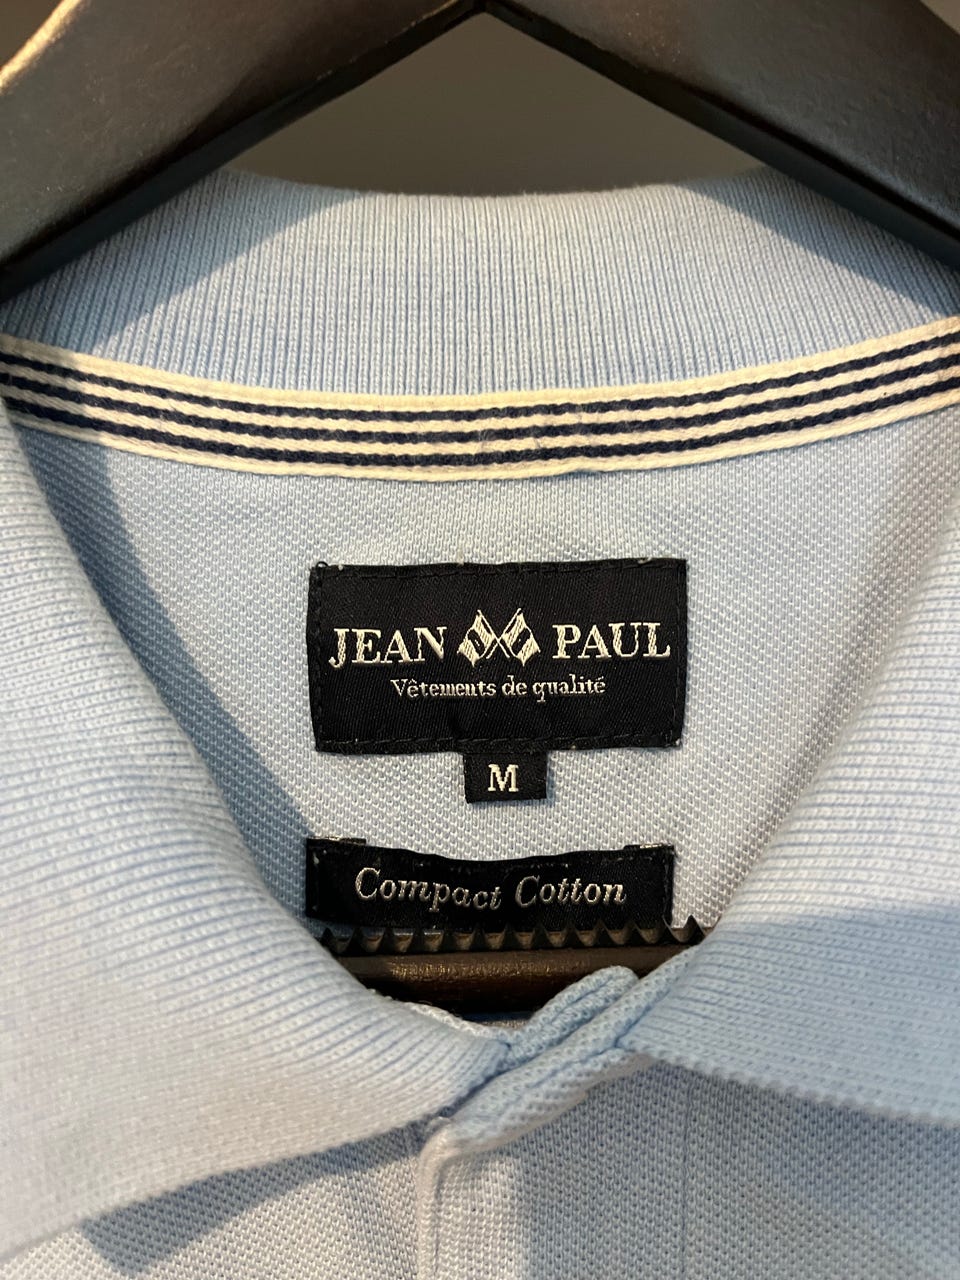 JEAN PAUL
Vêtements de qualité
M
Compact Cotton